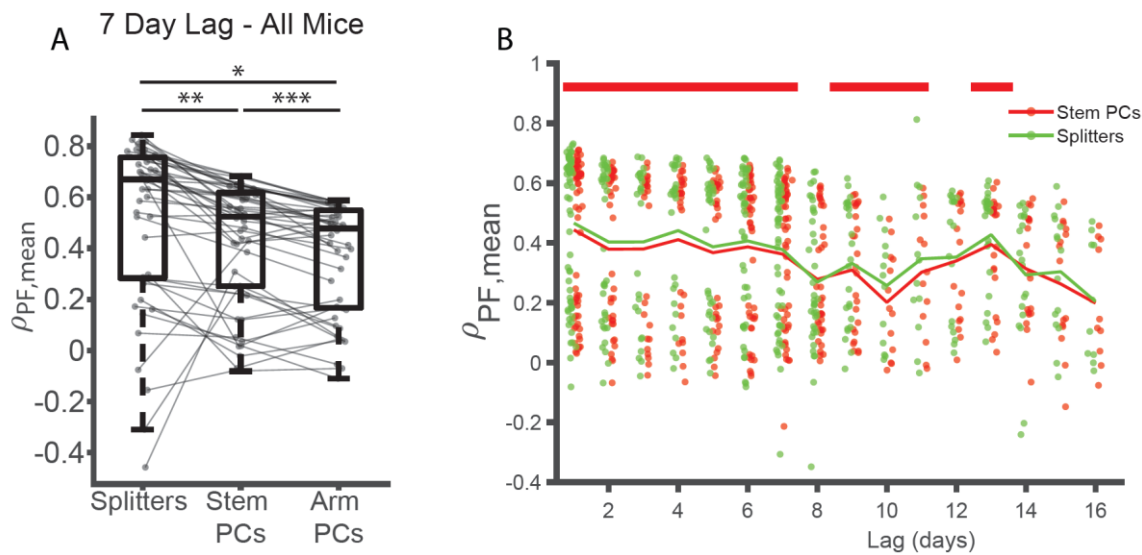 A
7 Day Lag - All Mice
*
** ***
ρPF,mean
0.8
0.6
0.4
0.2
0
-0.2
-0.4
Splitters Stem PCs Arm PCs
B
ρPF,mean
1
0.8
0.6
0.4
0.2
0
-0.2
-0.4
Stem PCs
Splitters
2 4 6 8 10 12 14 16
Lag (days)